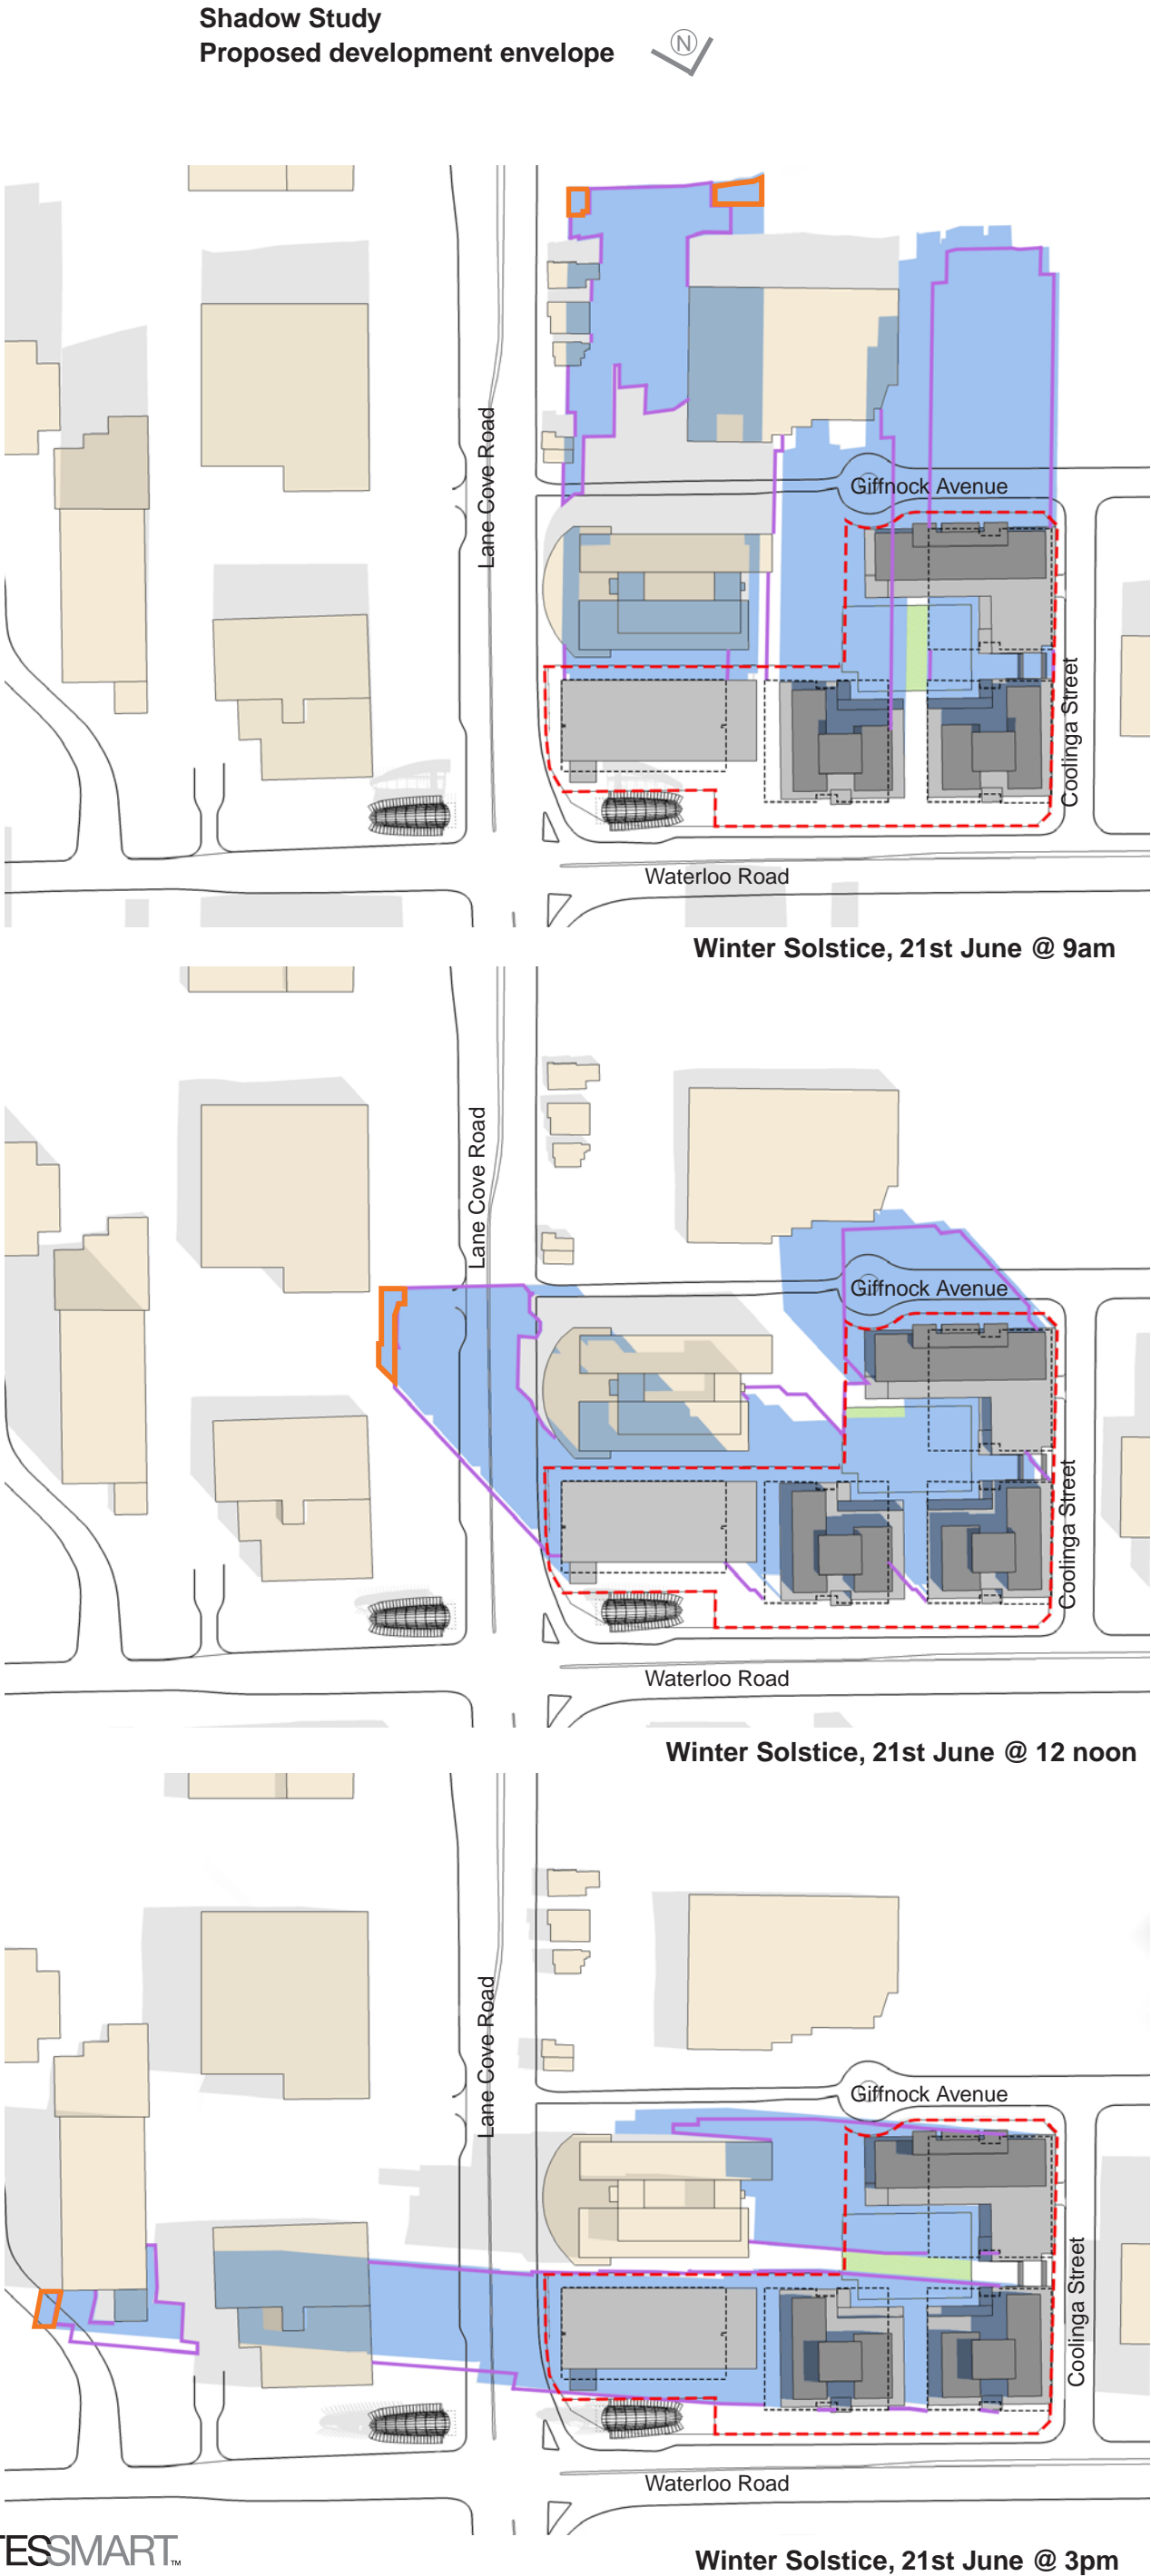 Shadow Study
Proposed development envelope
N
Lane Cove Road
Giffnock Avenue
Coolinga Street
Waterloo Road
Winter Solstice, 21st June @ 9am
Lane Cove Road
Giffnock Avenue
Coolinga Street
Waterloo Road
Winter Solstice, 21st June @ 12 noon
Lane Cove Road
Giffnock Avenue
Coolinga Street
Waterloo Road
TESSMART™
Winter Solstice, 21st June @ 3pm